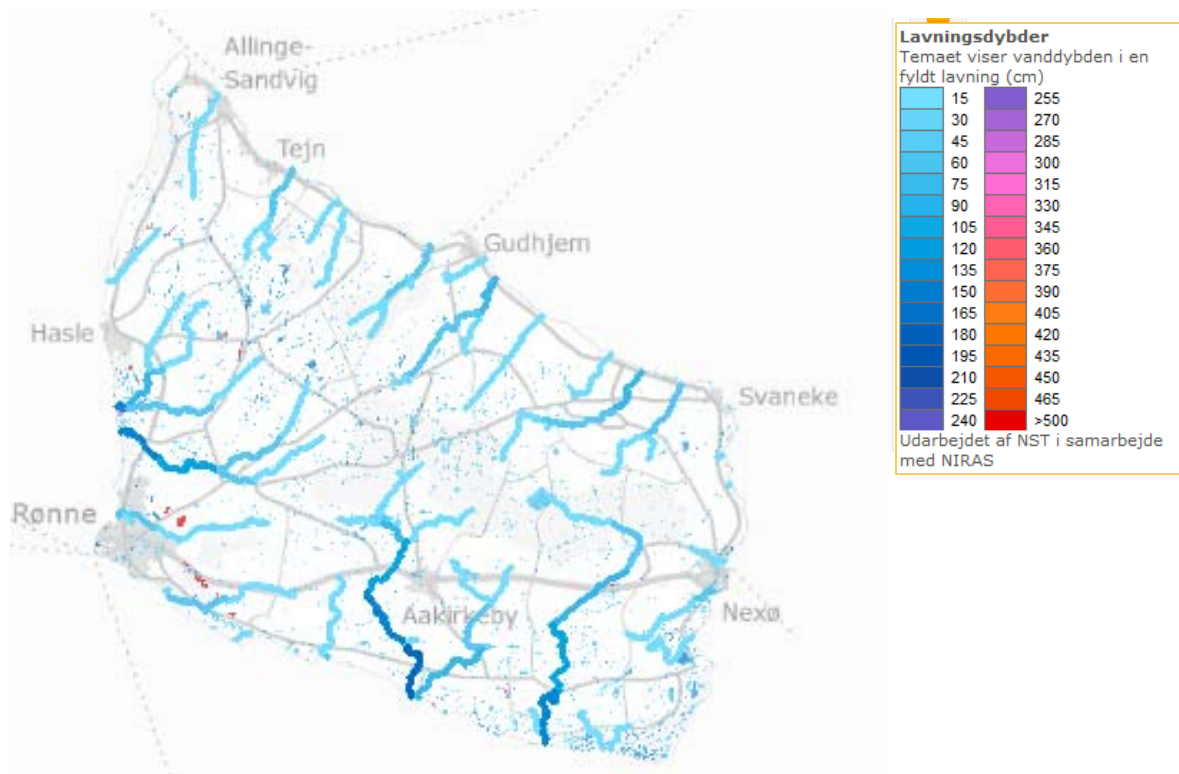 Allinge-
Sandvig
Tejn
Gudhjem
Hasle
Svaneke
Rønne
Aakirkeby
Nexø
Lavningsdybder
Temaet viser vanddybden i en
fyldt lavning (cm)
15 255
30 270
45 285
60 300
75 315
90 330
105 345
120 360
135 375
150 390
165 405
180 420
195 435
210 450
225 465
240 >500
Udarbejdet af NST i samarbejde
med NIRAS